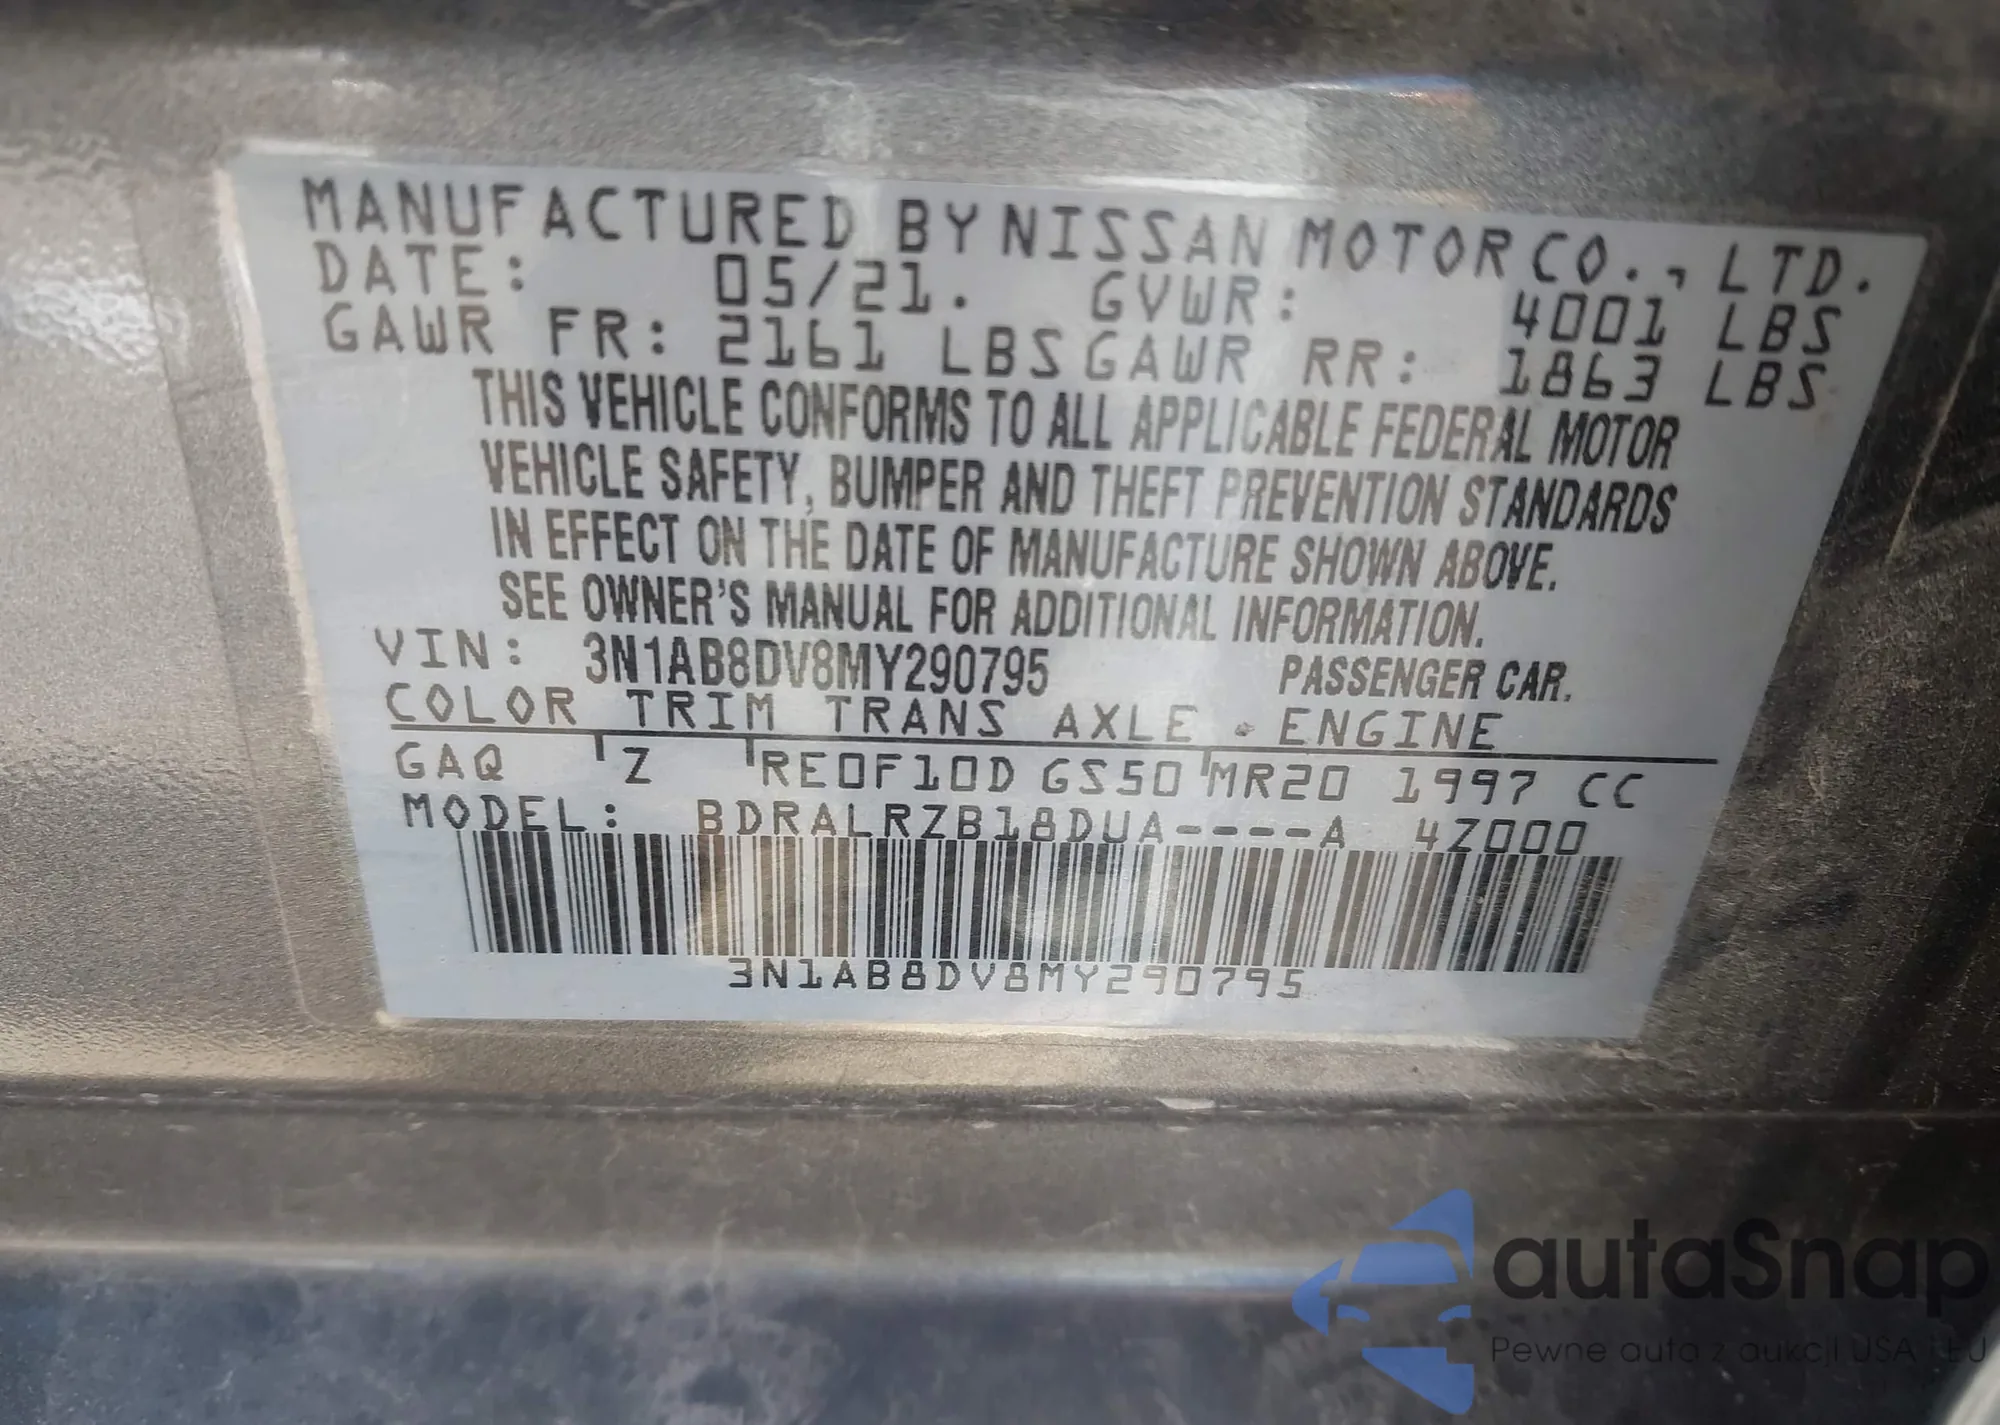 MANUFACTURED BY NISSAN MOTOR CO., LTD.
DATE: 05/21. GVWR: 4001 LBS
GAWR FR: 2161 LBS GAWR RR: 1863 LBS
THIS VEHICLE CONFORMS TO ALL APPLICABLE FEDERAL MOTOR
VEHICLE SAFETY, BUMPER AND THEFT PREVENTION STANDARDS
IN EFFECT ON THE DATE OF MANUFACTURE SHOWN ABOVE.
SEE OWNER'S MANUAL FOR ADDITIONAL INFORMATION.
VIN: 3N1AB8DV8MY290795 PASSENGER CAR.
COLOR TRIM TRANS AXLE ENGINE
GAQ Z RE0F10D GS50 MR20 1997 CC
MODEL: BDRALRZB18DUA----A 4Z000
3N1AB8DV8MY290795
autaSnap
Pewne auta z aukcji USA i EU